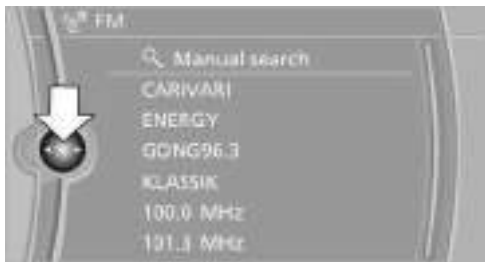 FM
Manual search
CARIVARI
ENERGY
GONG96.3
KLASSIK
100.0 MHz
101.3 MHz